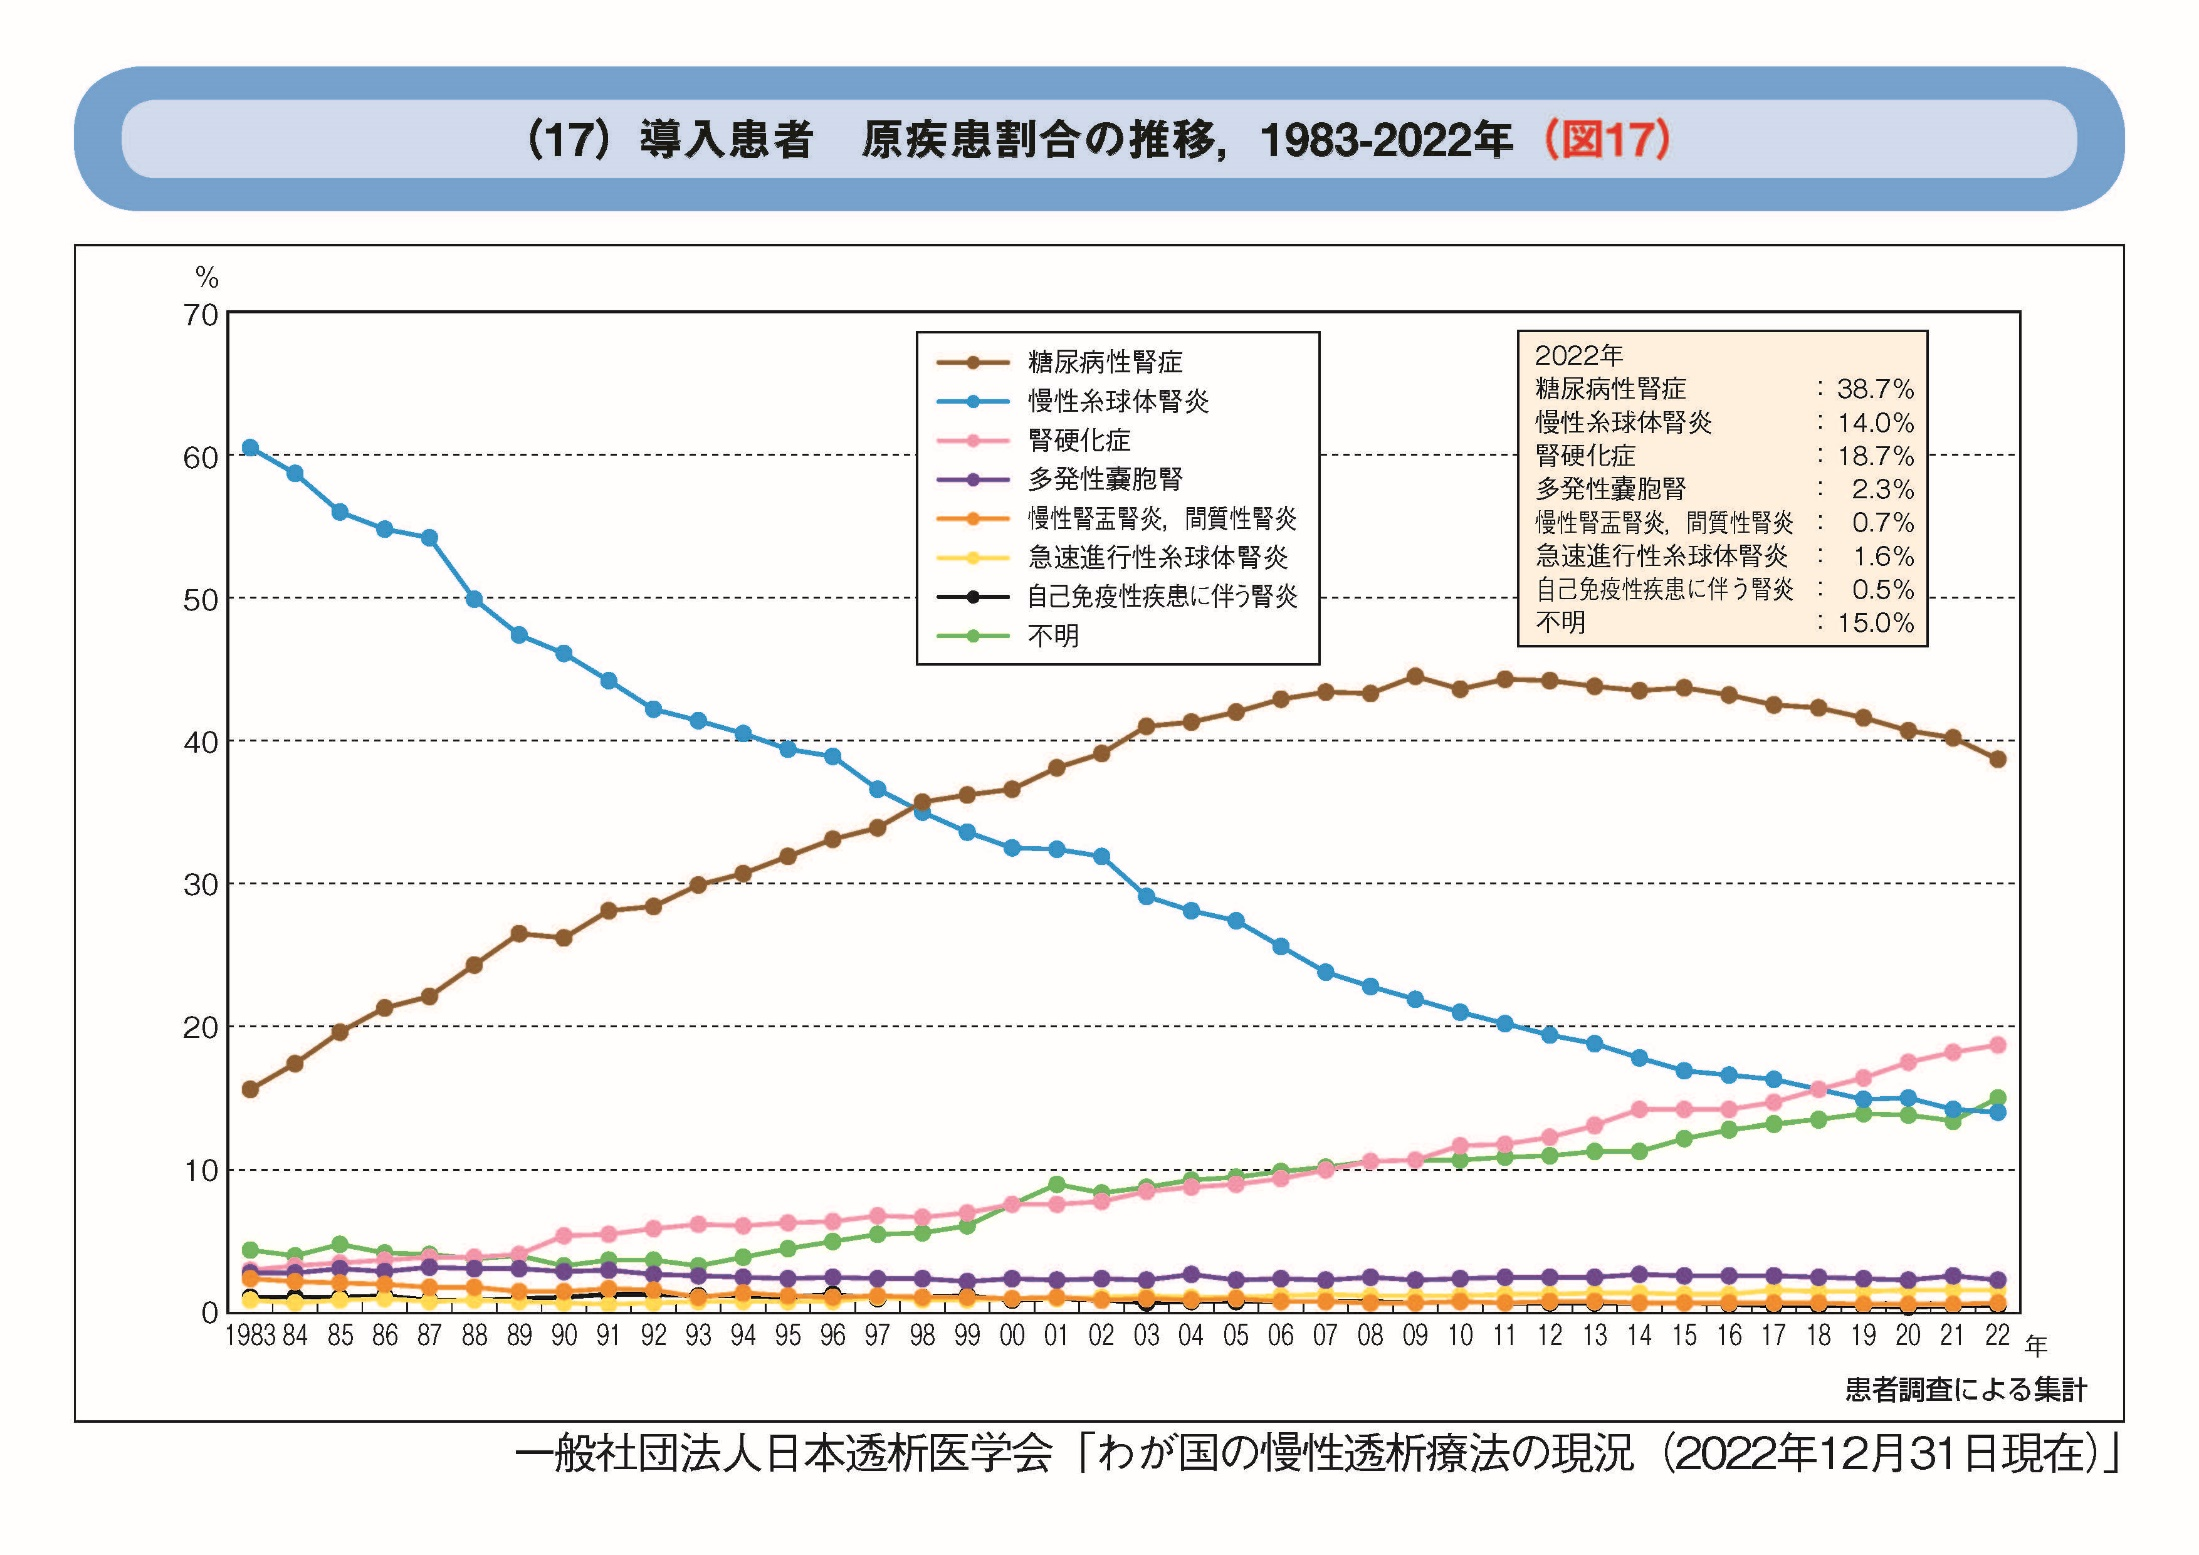 (17) 導入患者　原疾患割合の推移, 1983-2022年(図17)
%
70
60
50
40
30
20
10
0
糖尿病性腎症
慢性糸球体腎炎
腎硬化症
多発性嚢胞腎
慢性腎盂腎炎, 間質性腎炎
急速進行性糸球体腎炎
自己免疫性疾患に伴う腎炎
不明
2022年
糖尿病性腎症 : 38.7%
慢性糸球体腎炎 : 14.0%
腎硬化症 : 18.7%
多発性嚢胞腎 : 2.3%
慢性腎盂腎炎, 間質性腎炎 : 0.7%
急速進行性糸球体腎炎 : 1.6%
自己免疫性疾患に伴う腎炎 : 0.5%
不明 : 15.0%
1983 84 85 86 87 88 89 90 91 92 93 94 95 96 97 98 99 00 01 02 03 04 05 06 07 08 09 10 11 12 13 14 15 16 17 18 19 20 21 22 年
患者調査による集計
一般社団法人日本透析医学会「わが国の慢性透析療法の現況（2022年12月31日現在）」